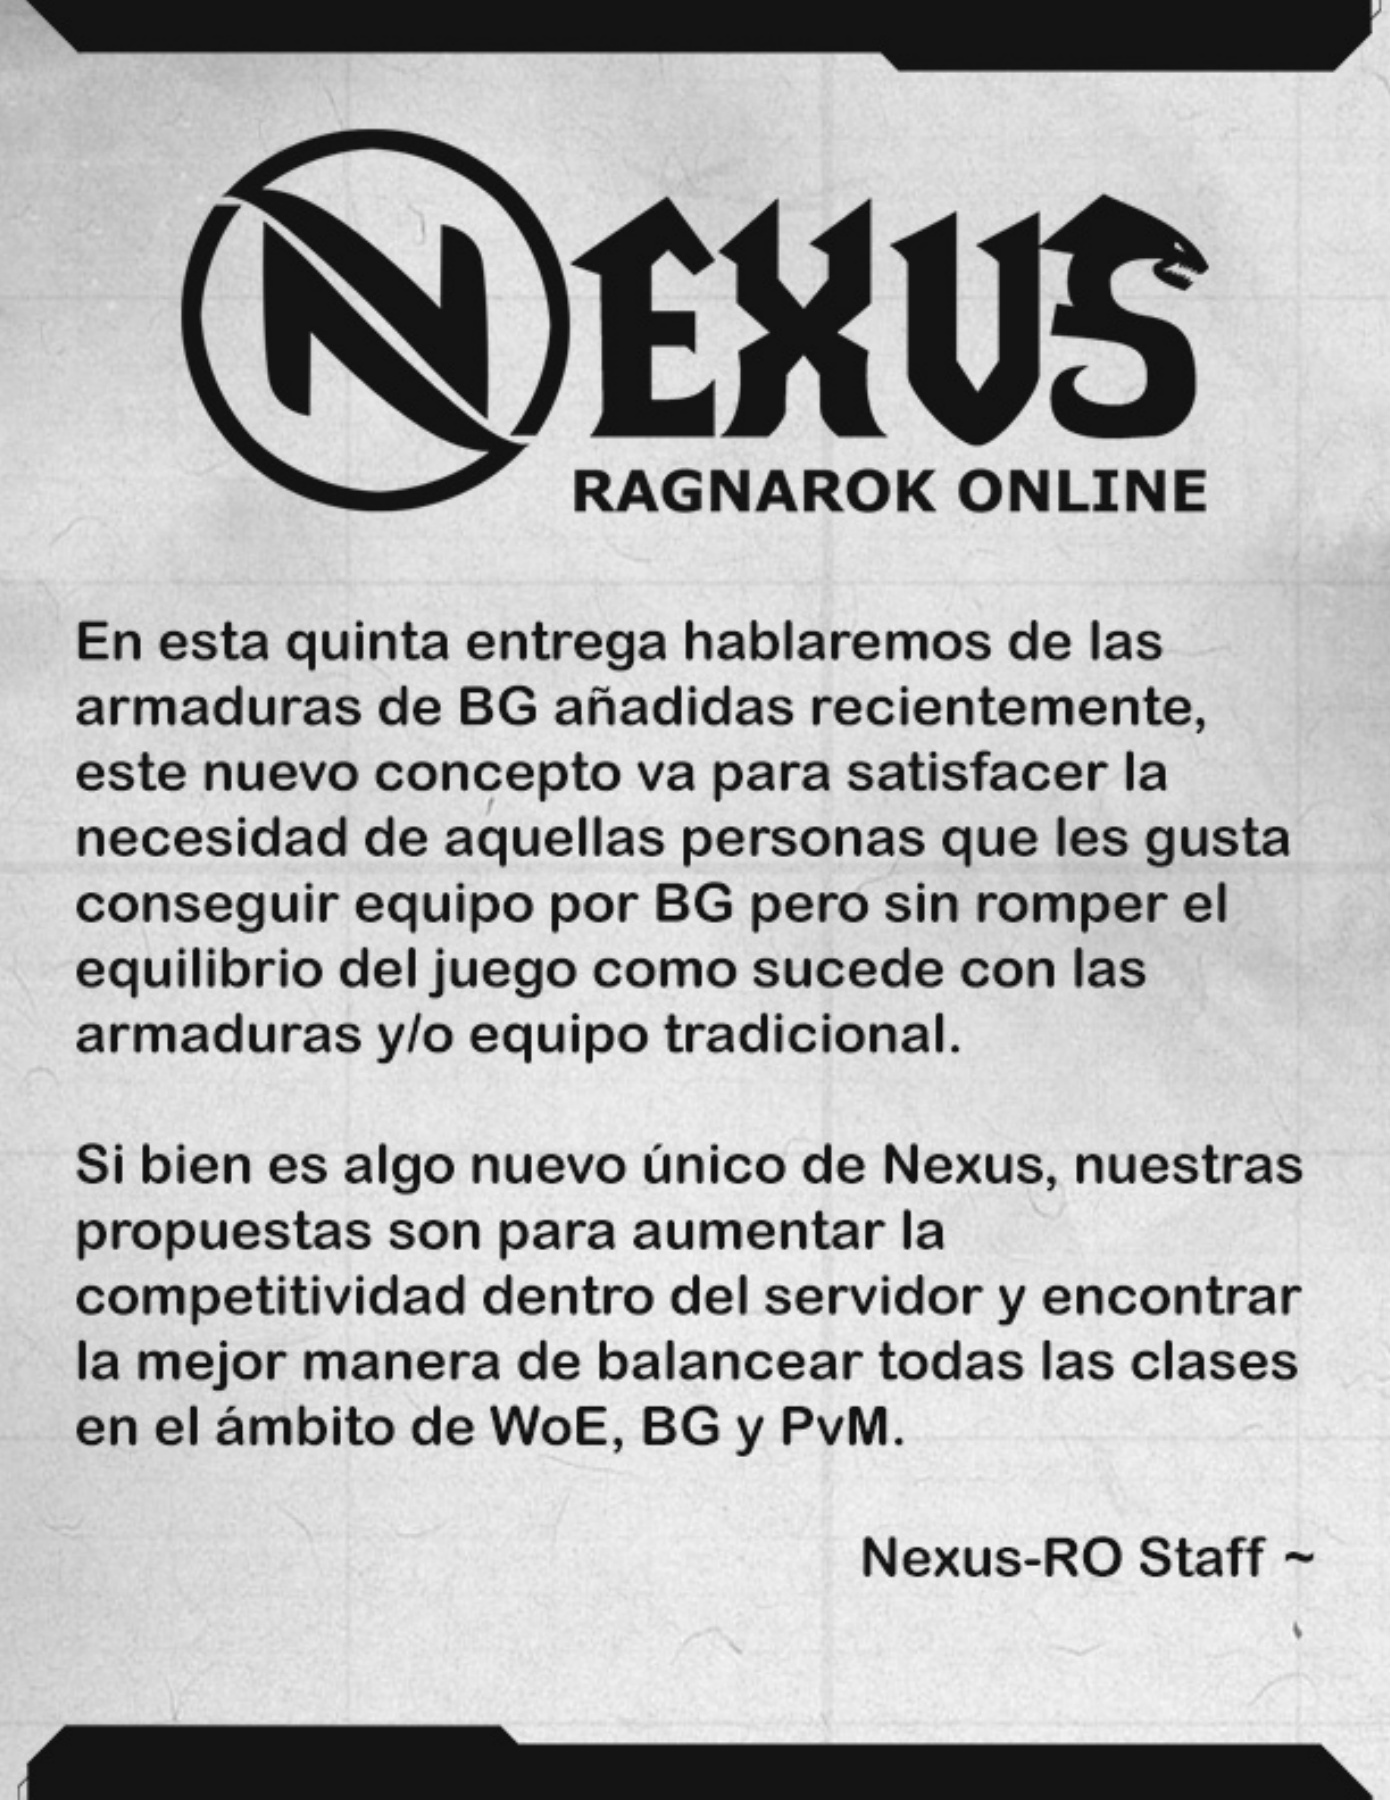 NEXUS
RAGNAROK ONLINE
En esta quinta entrega hablaremos de las
armaduras de BG añadidas recientemente,
este nuevo concepto va para satisfacer la
necesidad de aquellas personas que les gusta
conseguir equipo por BG pero sin romper el
equilibrio del juego como sucede con las
armaduras y/o equipo tradicional.
Si bien es algo nuevo único de Nexus, nuestras
propuestas son para aumentar la
competitividad dentro del servidor y encontrar
la mejor manera de balancear todas las clases
en el ámbito de WoE, BG y PvM.
Nexus-RO Staff ~